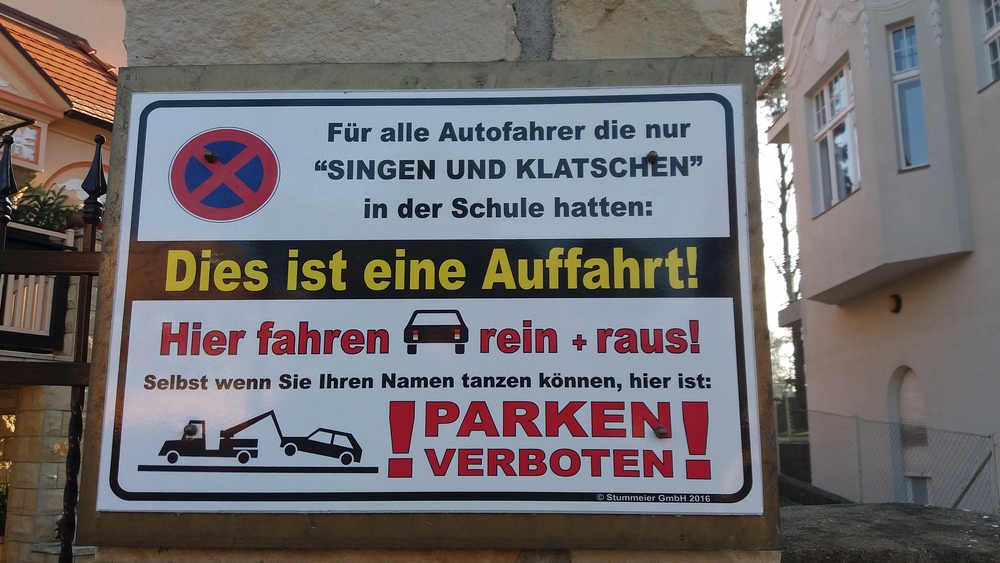 Für alle Autofahrer die nur
“SINGEN UND KLATSCHEN”
in der Schule hatten:
Dies ist eine Auffahrt!
Hier fahren rein + raus!
Selbst wenn Sie Ihren Namen tanzen können, hier ist:
! PARKEN !
VERBOTEN
© Stummeier GmbH 2016